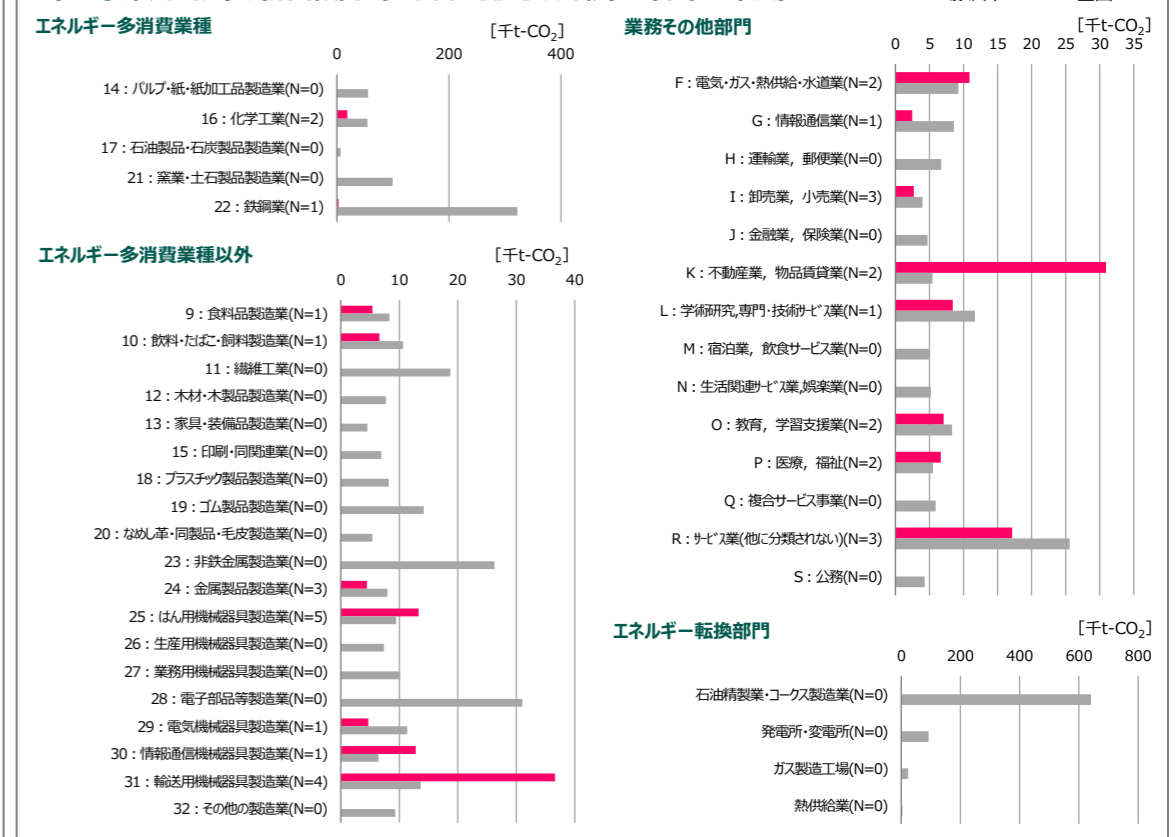 エネルギー多消費業種
[千t-CO2]
0 200 400
14：パルプ・紙・紙加工品製造業(N=0)
16：化学工業(N=2)
17：石油製品・石炭製品製造業(N=0)
21：窯業・土石製品製造業(N=0)
22：鉄鋼業(N=1)
エネルギー多消費業種以外
[千t-CO2]
0 10 20 30 40
9：食料品製造業(N=1)
10：飲料・たばこ・飼料製造業(N=1)
11：繊維工業(N=0)
12：木材・木製品製造業(N=0)
13：家具・装備品製造業(N=0)
15：印刷・同関連業(N=0)
18：プラスチック製品製造業(N=0)
19：ゴム製品製造業(N=0)
20：なめし革・同製品・毛皮製造業(N=0)
23：非鉄金属製造業(N=0)
24：金属製品製造業(N=3)
25：はん用機械器具製造業(N=5)
26：生産用機械器具製造業(N=0)
27：業務用機械器具製造業(N=0)
28：電子部品等製造業(N=0)
29：電気機械器具製造業(N=1)
30：情報通信機械器具製造業(N=1)
31：輸送用機械器具製造業(N=4)
32：その他の製造業(N=0)
業務その他部門
[千t-CO2]
0 5 10 15 20 25 30 35
F：電気・ガス・熱供給・水道業(N=2)
G：情報通信業(N=1)
H：運輸業，郵便業(N=0)
I：卸売業，小売業(N=3)
J：金融業，保険業(N=0)
K：不動産業，物品賃貸業(N=2)
L：学術研究,専門・技術サービス業(N=1)
M：宿泊業，飲食サービス業(N=0)
N：生活関連サービス業,娯楽業(N=0)
O：教育，学習支援業(N=2)
P：医療，福祉(N=2)
Q：複合サービス事業(N=0)
R：サービス業(他に分類されない)(N=3)
S：公務(N=0)
エネルギー転換部門
[千t-CO2]
0 200 400 600 800
石油精製業・コークス製造業(N=0)
発電所・変電所(N=0)
ガス製造工場(N=0)
熱供給業(N=0)